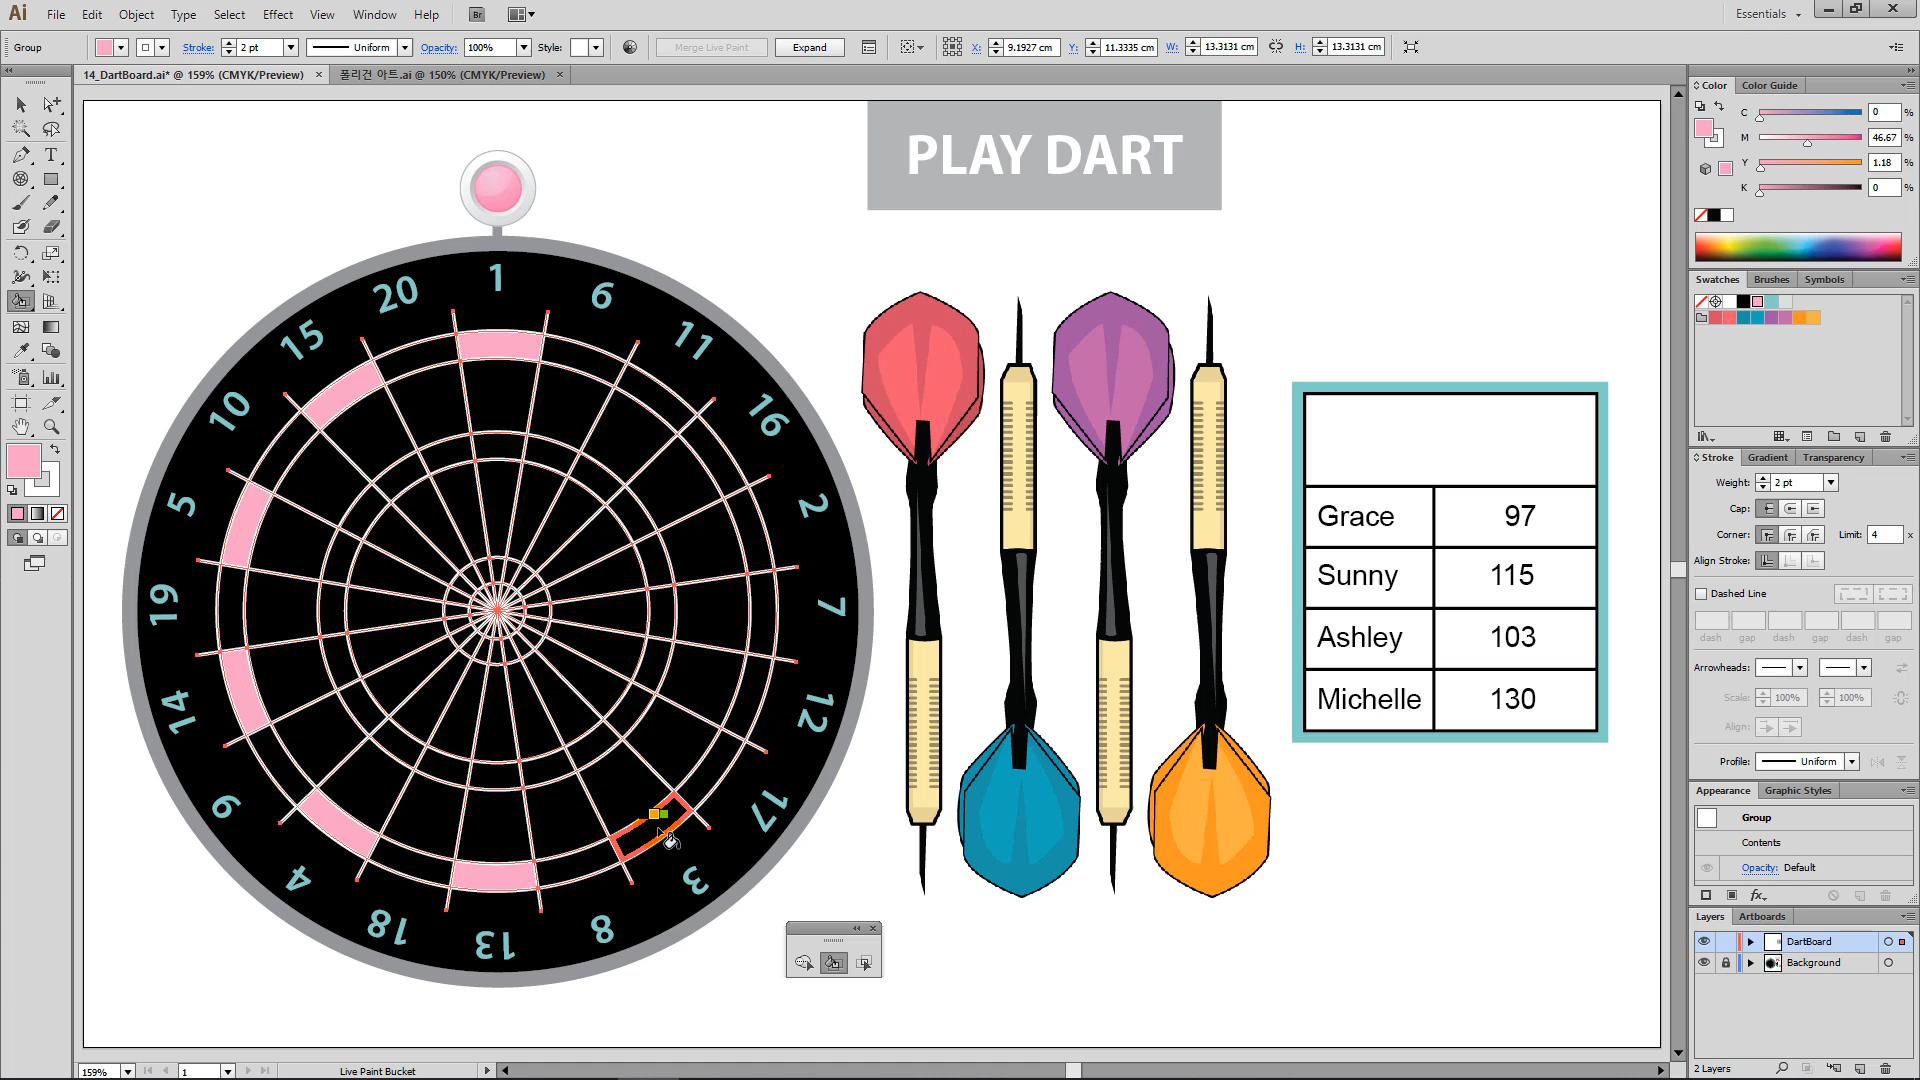 Ai File Edit Object Type Select Effect View Window Help Br Essentials
Group Stroke: 2 pt Uniform Opacity: 100% Style: Merge Live Paint Expand X: 9.1927 cm Y: 11.3335 cm W: 13.3131 cm H: 13.3131 cm
14_DartBoard.ai* @ 159% (CMYK/Preview) × 폴리건 아트.ai @ 150% (CMYK/Preview) ×
PLAY DART
1
6
11
16
2
7
12
17
3
8
13
18
4
9
14
19
5
10
15
20
Grace 97
Sunny 115
Ashley 103
Michelle 130
Color Color Guide
C 0 %
M 46.67 %
Y 1.18 %
K 0 %
Swatches Brushes Symbols
Stroke Gradient Transparency
Weight: 2 pt
Cap:
Corner: Limit: 4 x
Align Stroke:
Dashed Line
dash gap dash gap dash gap
Arrowheads:
Scale: 100% 100%
Align:
Profile: Uniform
Appearance Graphic Styles
Group
Contents
Opacity: Default
fx
Layers Artboards
DartBoard
Background
2 Layers
159% 1 Live Paint Bucket